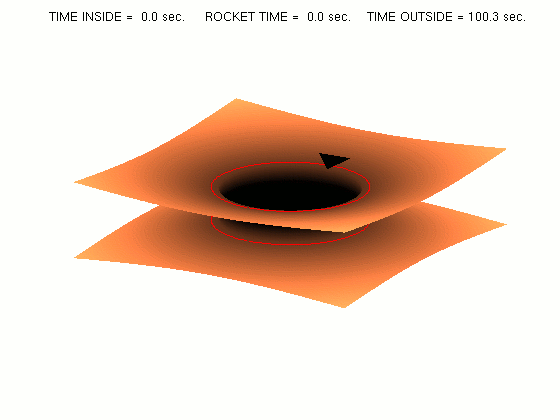 TIME INSIDE = 0.0 sec. ROCKET TIME = 0.0 sec. TIME OUTSIDE = 100.3 sec.